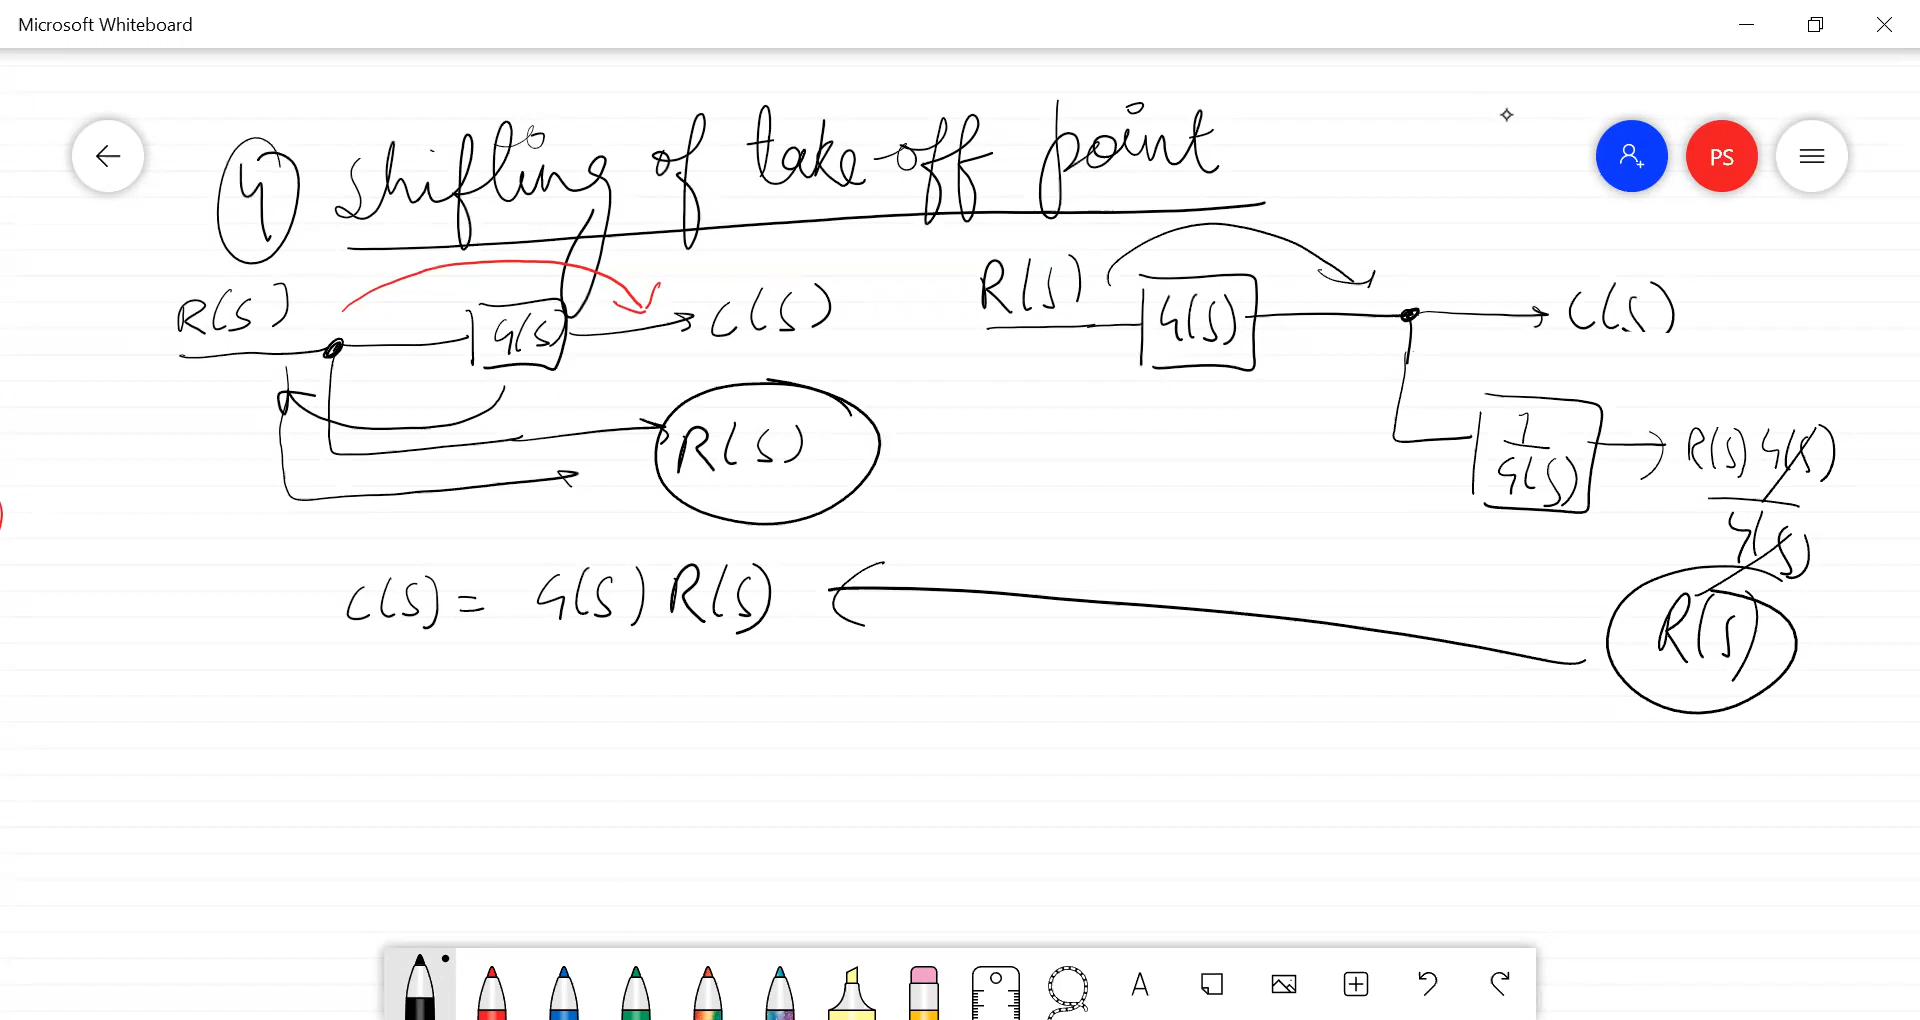 Microsoft Whiteboard
PS
④ Shifting of take-off point
R(S) G(S) C(S)
R(S)
C(S) = G(S) R(S)
R(S) G(S) C(S)
1
G(S)
R(S) G(S)
G(S)
R(S)
A